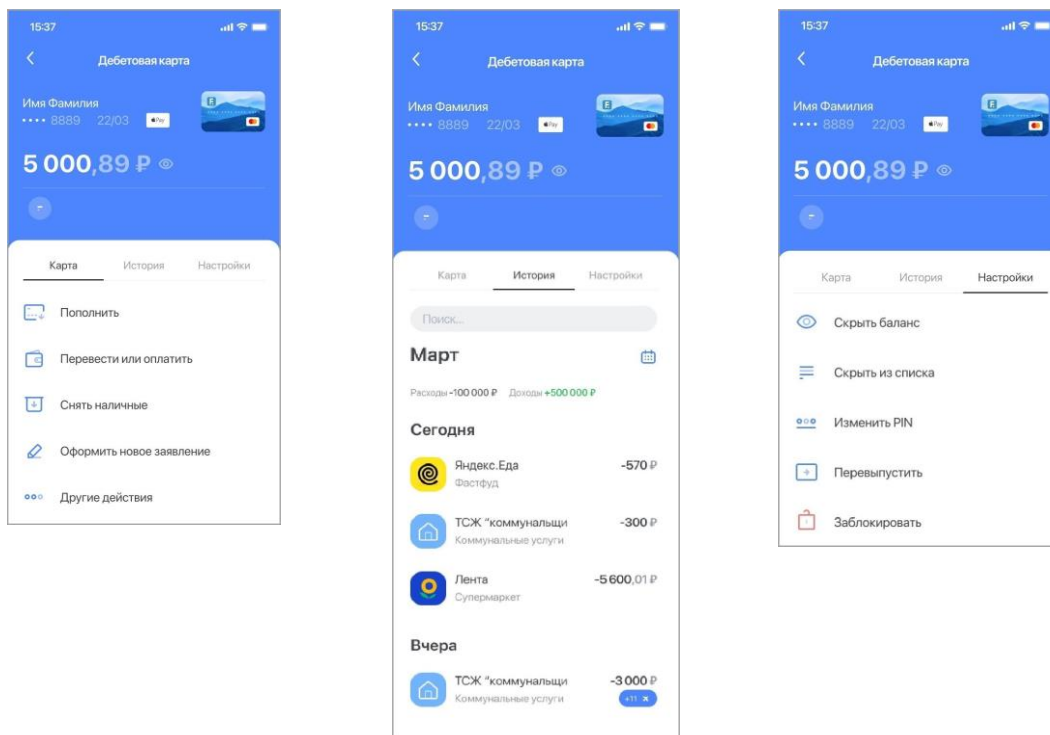 15:37
Дебетовая карта
Имя Фамилия
•••• 8889 22/03 Pay
5 000,89 ₽
Карта История Настройки
Пополнить
Перевести или оплатить
Снять наличные
Оформить новое заявление
Другие действия
15:37
Дебетовая карта
Имя Фамилия
•••• 8889 22/03 Pay
5 000,89 ₽
Карта История Настройки
Поиск...
Март
Расходы -100 000 ₽ Доходы +500 000 ₽
Сегодня
Яндекс.Еда -570 ₽
Фастфуд
ТСЖ "коммунальщи -300 ₽
Коммунальные услуги
Лента -5 600,01 ₽
Супермаркет
Вчера
ТСЖ "коммунальщи -3 000 ₽
Коммунальные услуги +11
15:37
Дебетовая карта
Имя Фамилия
•••• 8889 22/03 Pay
5 000,89 ₽
Карта История Настройки
Скрыть баланс
Скрыть из списка
Изменить PIN
Перевыпустить
Заблокировать